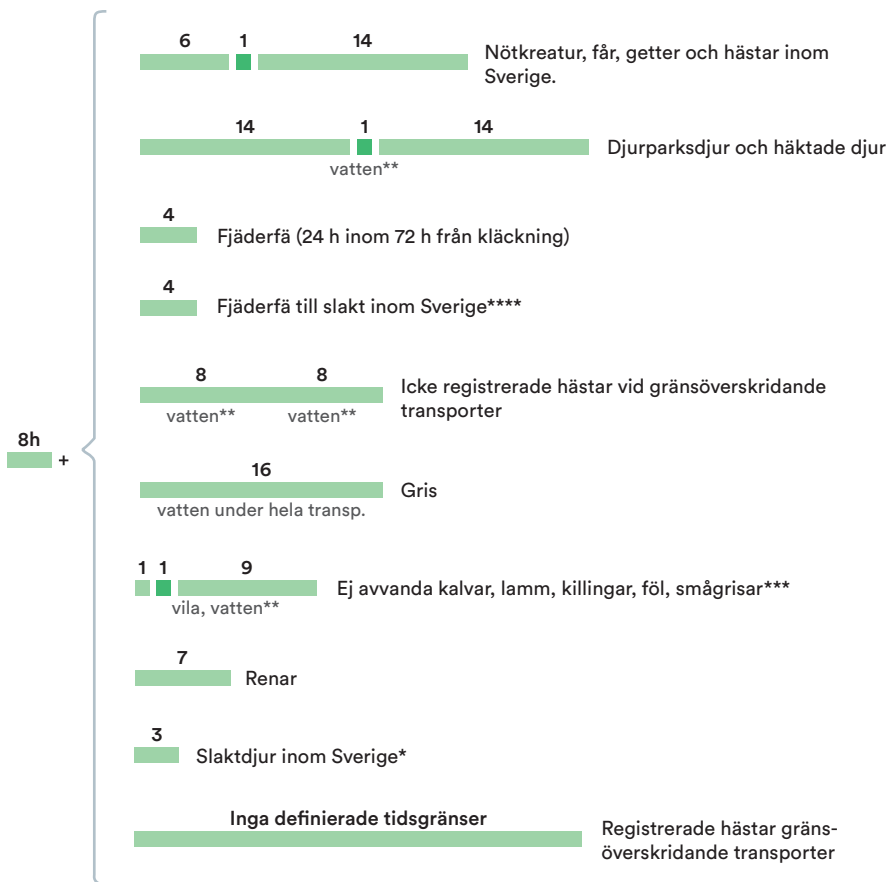 6 1 14
Nötkreatur, får, getter och hästar inom
Sverige.
14 1 14
Djurparksdjur och häktade djur
vatten**
4
Fjäderfä (24 h inom 72 h från kläckning)
4
Fjäderfä till slakt inom Sverige****
8 8
Icke registrerade hästar vid gränsöverskridande
transporter
vatten** vatten**
8h
+
16
Gris
vatten under hela transp.
1 1 9
Ej avvanda kalvar, lamm, killingar, föl, smågrisar***
vila, vatten**
7
Renar
3
Slaktdjur inom Sverige*
Inga definierade tidsgränser
Registrerade hästar gräns-
överskridande transporter